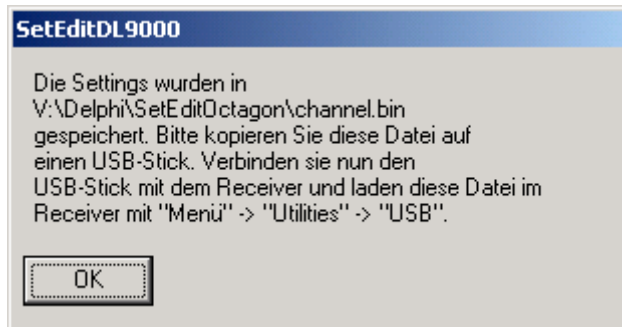 SetEditDL9000
Die Settings wurden in
V:\Delphi\SetEditOctagon\channel.bin
gespeichert. Bitte kopieren Sie diese Datei auf
einen USB-Stick. Verbinden sie nun den
USB-Stick mit dem Receiver und laden diese Datei im
Receiver mit "Menü" -> "Utilities" -> "USB".
OK